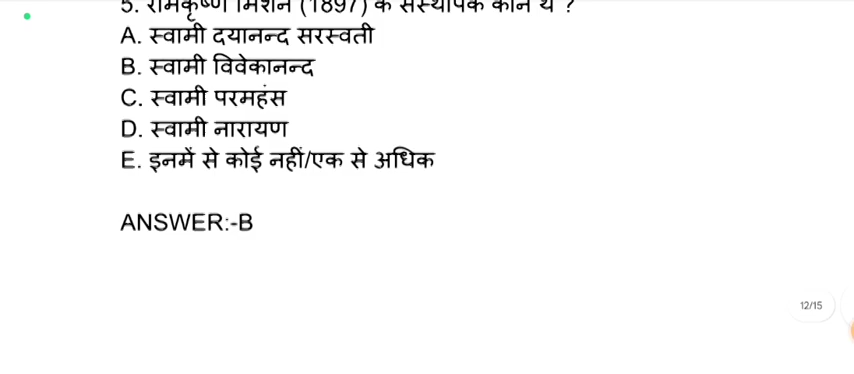 5. रामकृष्ण मिशन (1897) के संस्थापक कौन थे ?
A. स्वामी दयानन्द सरस्वती
B. स्वामी विवेकानन्द
C. स्वामी परमहंस
D. स्वामी नारायण
E. इनमें से कोई नहीं/एक से अधिक
ANSWER:-B
12/15